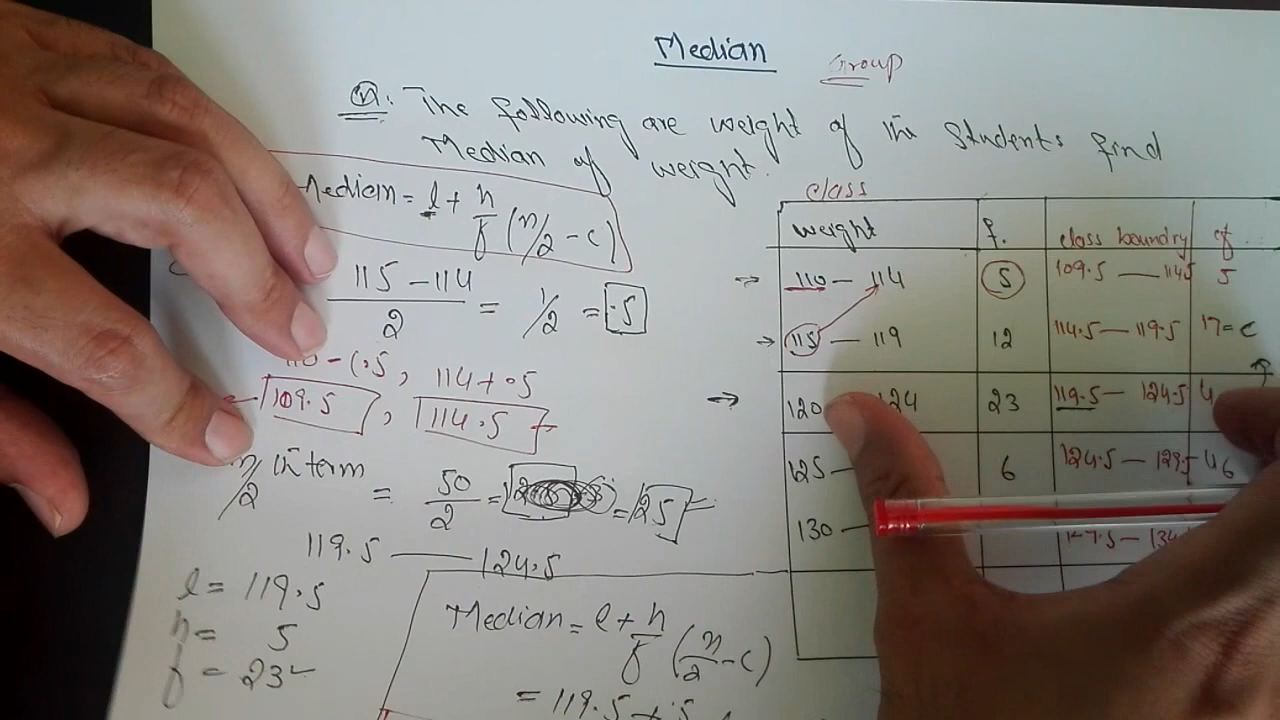 Median
Group
Q. The following are weight of the students find
Median of weight.
Median = l + h/f (n/2 - c)
115 - 114 / 2 = 1/2 = .5
- (.5 , 114 + .5
109.5 , 114.5
n/2 th term = 50/2 = = 25
119.5 — 124.5
l = 119.5
h = 5
f = 23
Median = l + h/f (n/2 - c)
= 119.5 + 5
class
weight f. class boundry cf
110 — 114 5 109.5 — 114.5 5
115 — 119 12 114.5 — 119.5 17 = c
120 124 23 119.5 — 124.5 4
125 — 6 124.5 — 129.5 46
130 —